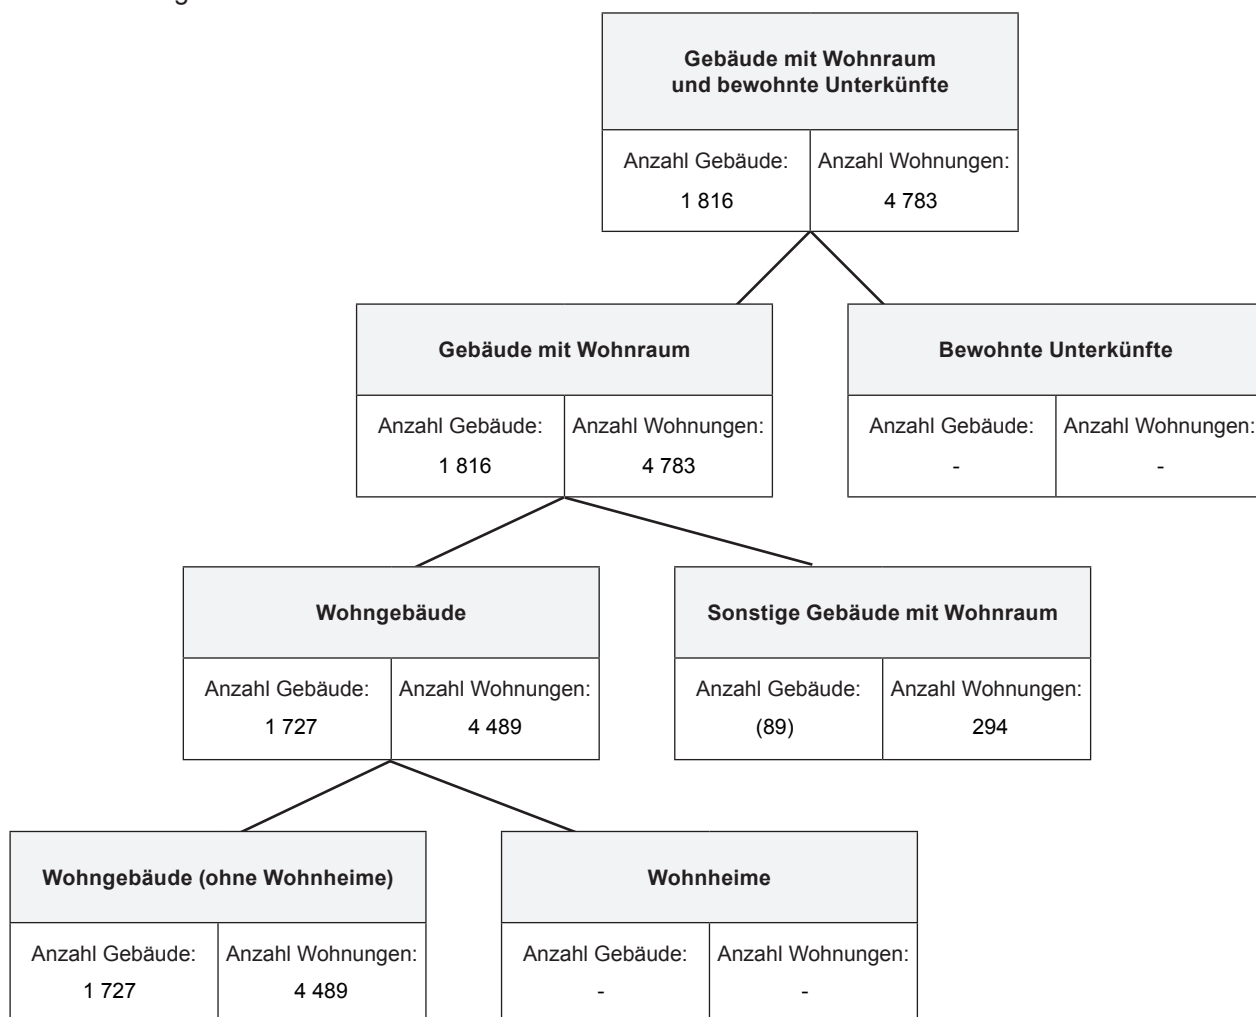 Gebäude mit Wohnraum
und bewohnte Unterkünfte
Anzahl Gebäude: Anzahl Wohnungen:
1 816 4 783
Gebäude mit Wohnraum Bewohnte Unterkünfte
Anzahl Gebäude: Anzahl Wohnungen: Anzahl Gebäude: Anzahl Wohnungen:
1 816 4 783 - -
Wohngebäude Sonstige Gebäude mit Wohnraum
Anzahl Gebäude: Anzahl Wohnungen: Anzahl Gebäude: Anzahl Wohnungen:
1 727 4 489 (89) 294
Wohngebäude (ohne Wohnheime) Wohnheime
Anzahl Gebäude: Anzahl Wohnungen: Anzahl Gebäude: Anzahl Wohnungen:
1 727 4 489 - -